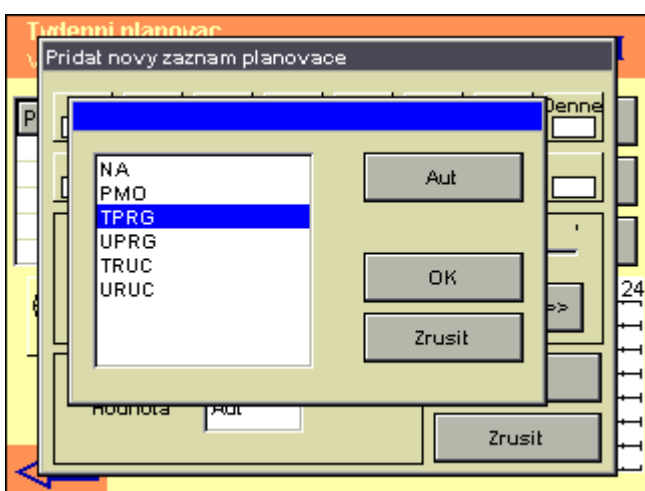 Tydenni planovac
Pridat novy zaznam planovace
P
Denne
NA
PMO
TPRG
UPRG
TRUC
URUC
Aut
OK
Zrusit
24
>>
Hodnota
Aut
Zrusit